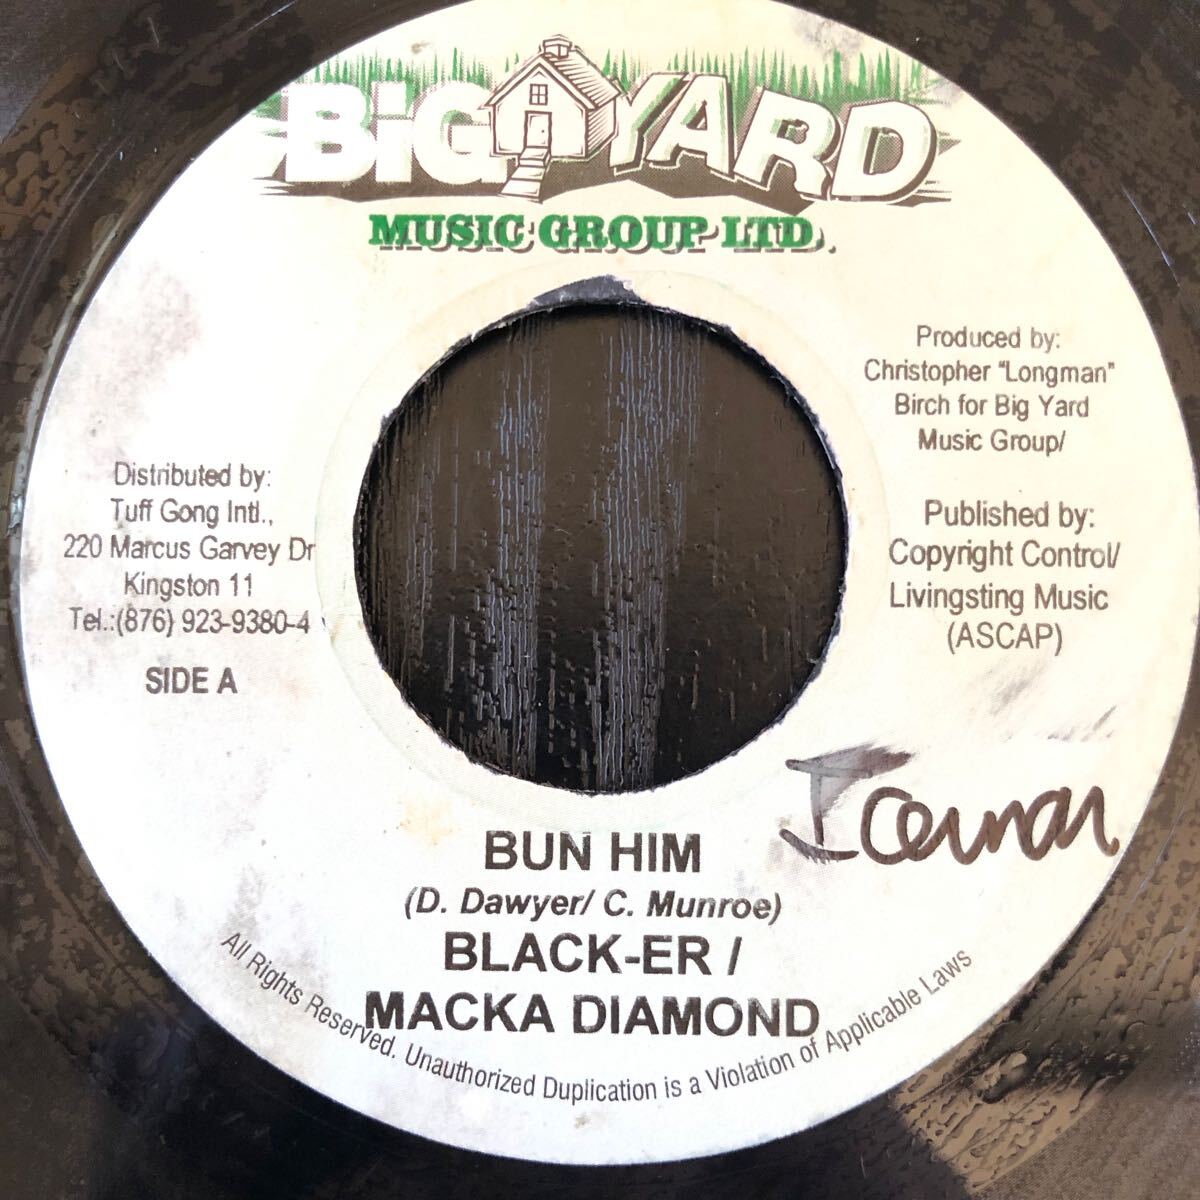 BiG YARD
MUSIC GROUP LTD.
Produced by:
Christopher "Longman"
Birch for Big Yard
Music Group/
Published by:
Copyright Control/
Livingsting Music
(ASCAP)
Distributed by:
Tuff Gong Intl.,
220 Marcus Garvey Dr
Kingston 11
Tel.:(876) 923-9380-4
SIDE A
Iceman
BUN HIM
(D. Dawyer/ C. Munroe)
BLACK-ER /
MACKA DIAMOND
All Rights Reserved. Unauthorized Duplication is a Violation of Applicable Laws